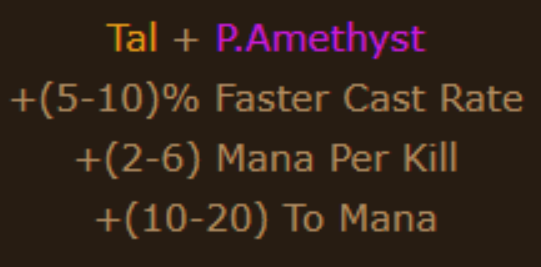 Tal + P.Amethyst
+(5-10)% Faster Cast Rate
+(2-6) Mana Per Kill
+(10-20) To Mana